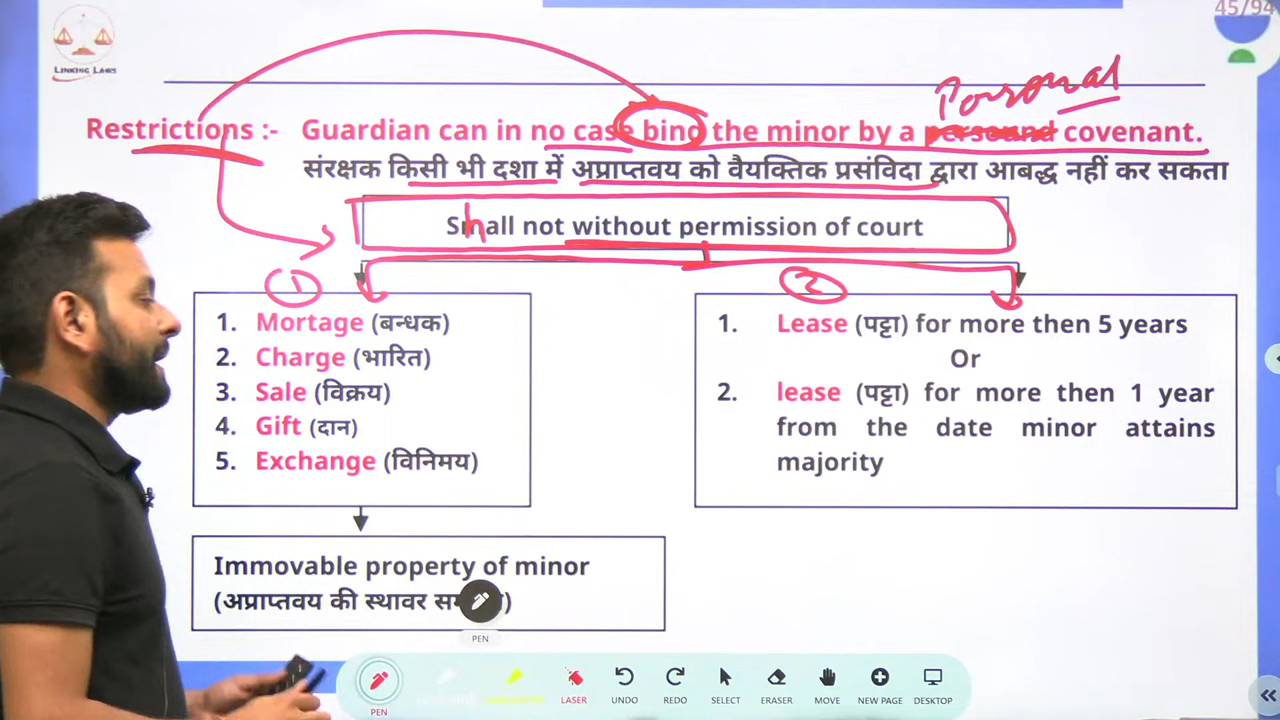 45/94
LINKING LAWS
Personal
Restrictions :- Guardian can in no case bind the minor by a covenant.
संरक्षक किसी भी दशा में अप्राप्तवय को वैयक्तिक प्रसंविदा द्वारा आबद्ध नहीं कर सकता
Shall not without permission of court
1
1. Mortage (बन्धक)
2. Charge (भारित)
3. Sale (विक्रय)
4. Gift (दान)
5. Exchange (विनिमय)
2
1. Lease (पट्टा) for more then 5 years
Or
2. lease (पट्टा) for more then 1 year
from the date minor attains
majority
Immovable property of minor
(अप्राप्तवय की स्थावर
PEN
PEN
LASER
UNDO
REDO
SELECT
ERASER
MOVE
NEW PAGE
DESKTOP